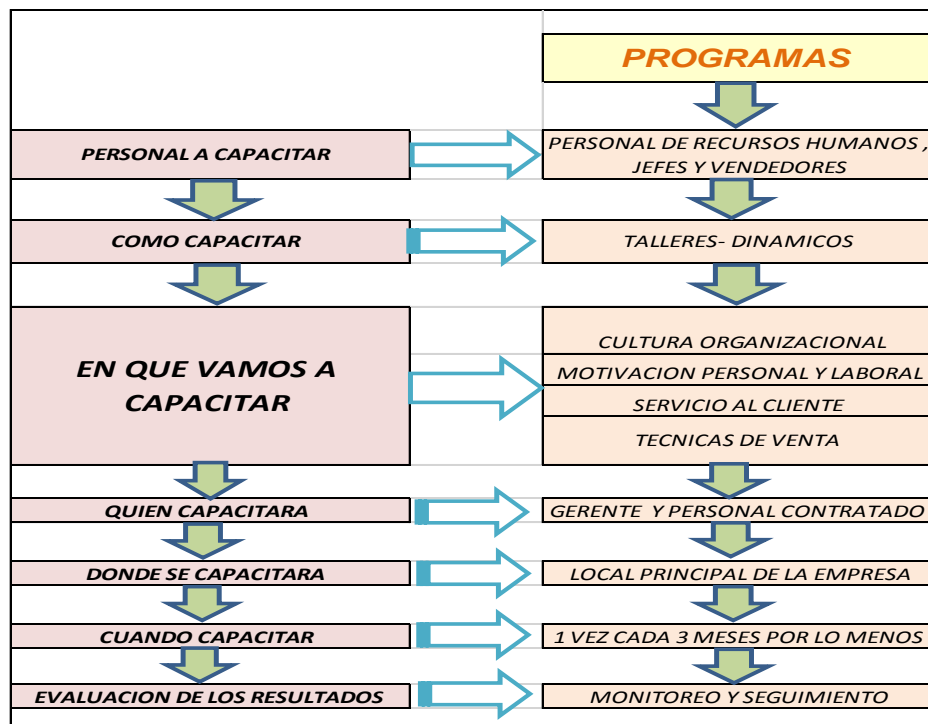 PROGRAMAS
PERSONAL A CAPACITAR
PERSONAL DE RECURSOS HUMANOS ,
JEFES Y VENDEDORES
COMO CAPACITAR
TALLERES- DINAMICOS
EN QUE VAMOS A
CAPACITAR
CULTURA ORGANIZACIONAL
MOTIVACION PERSONAL Y LABORAL
SERVICIO AL CLIENTE
TECNICAS DE VENTA
QUIEN CAPACITARA
GERENTE Y PERSONAL CONTRATADO
DONDE SE CAPACITARA
LOCAL PRINCIPAL DE LA EMPRESA
CUANDO CAPACITAR
1 VEZ CADA 3 MESES POR LO MENOS
EVALUACION DE LOS RESULTADOS
MONITOREO Y SEGUIMIENTO